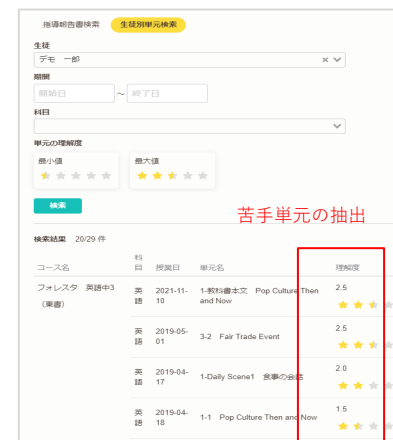 指導報告書検索 生徒別単元検索
生徒
デモ 一郎
期間
開始日 ~ 終了日
科目
単元の理解度
最小値 最大値
検索
苦手単元の抽出
検索結果 20/29 件
コース名 科目 授業日 単元名 理解度
フォレスタ 英語中3 英語 2021-11- 1-教科書本文 Pop Culture Then 2.5
(東書) 10 and Now
英語 2019-05- 3-2 Fair Trade Event 2.5
01
英語 2019-04- 1-Daily Scene1 食事の会話 2.0
17
英語 2019-04- 1-1 Pop Culture Then and Now 1.5
18